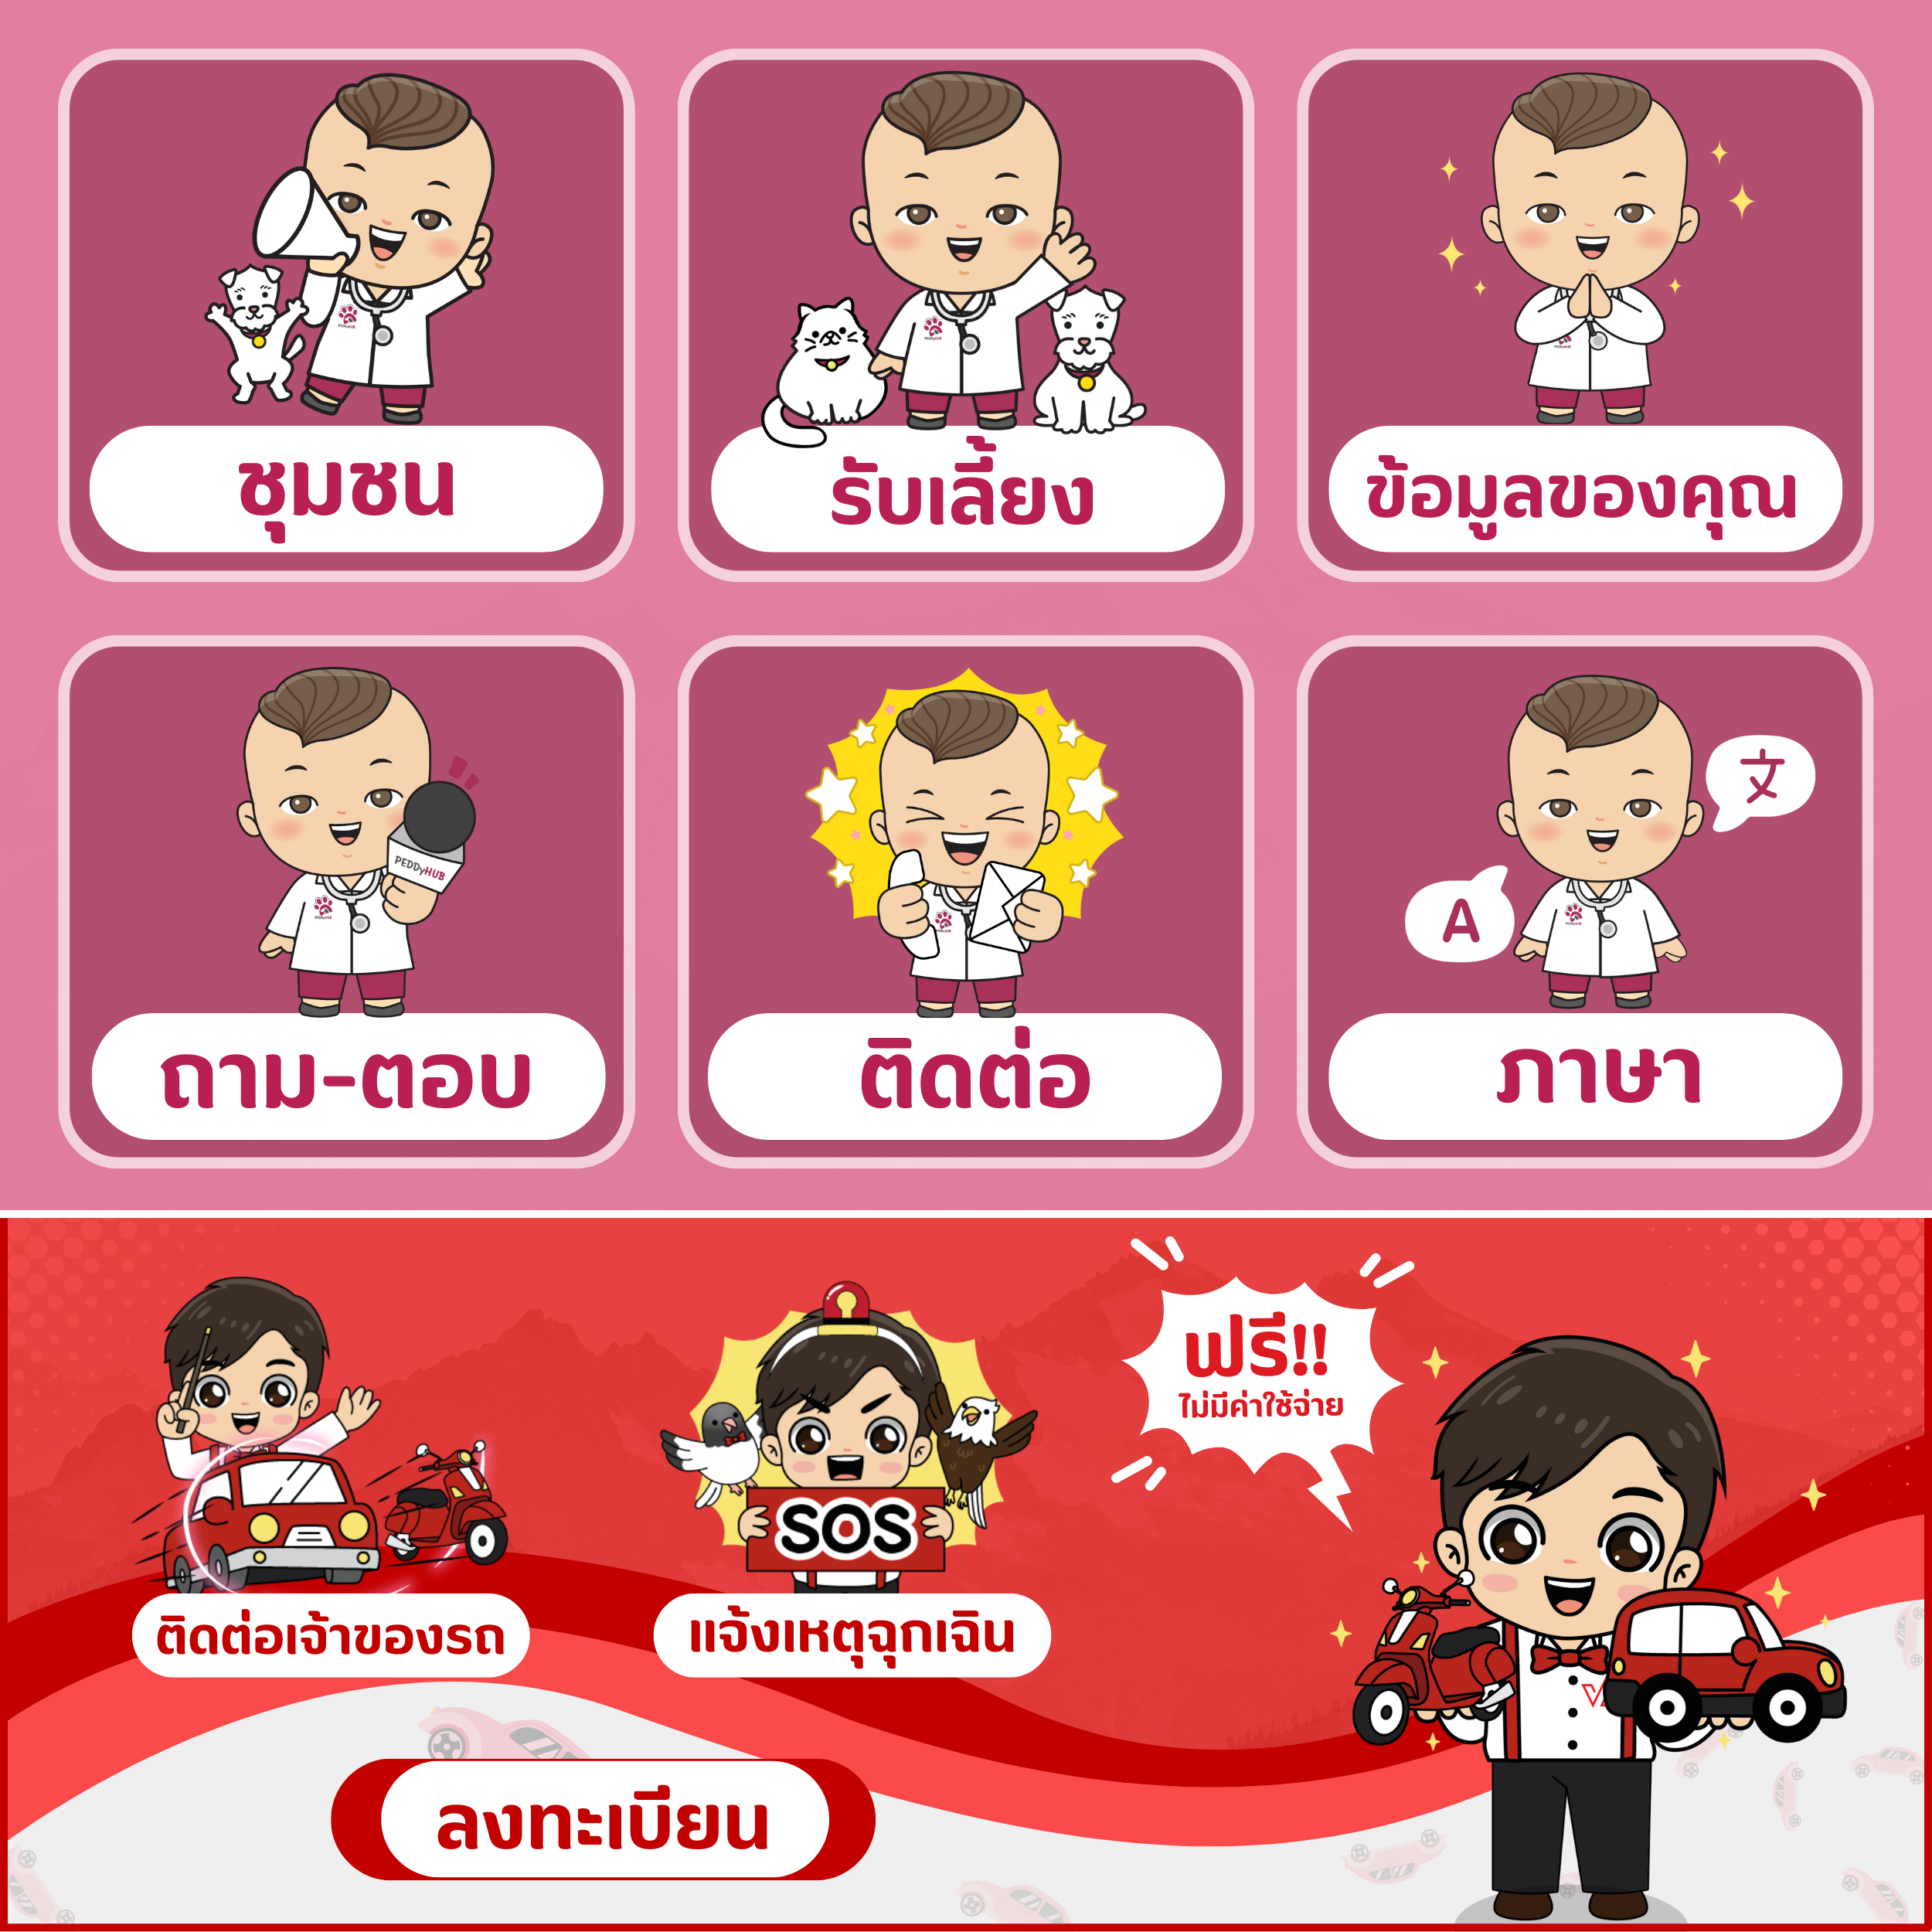 ชุมชน
รับเลี้ยง
ข้อมูลของคุณ
PEDDyHUB
文
A
ถาม-ตอบ
ติดต่อ
ภาษา
ฟรี!!
ไม่มีค่าใช้จ่าย
SOS
ติดต่อเจ้าของรถ
แจ้งเหตุฉุกเฉิน
ลงทะเบียน